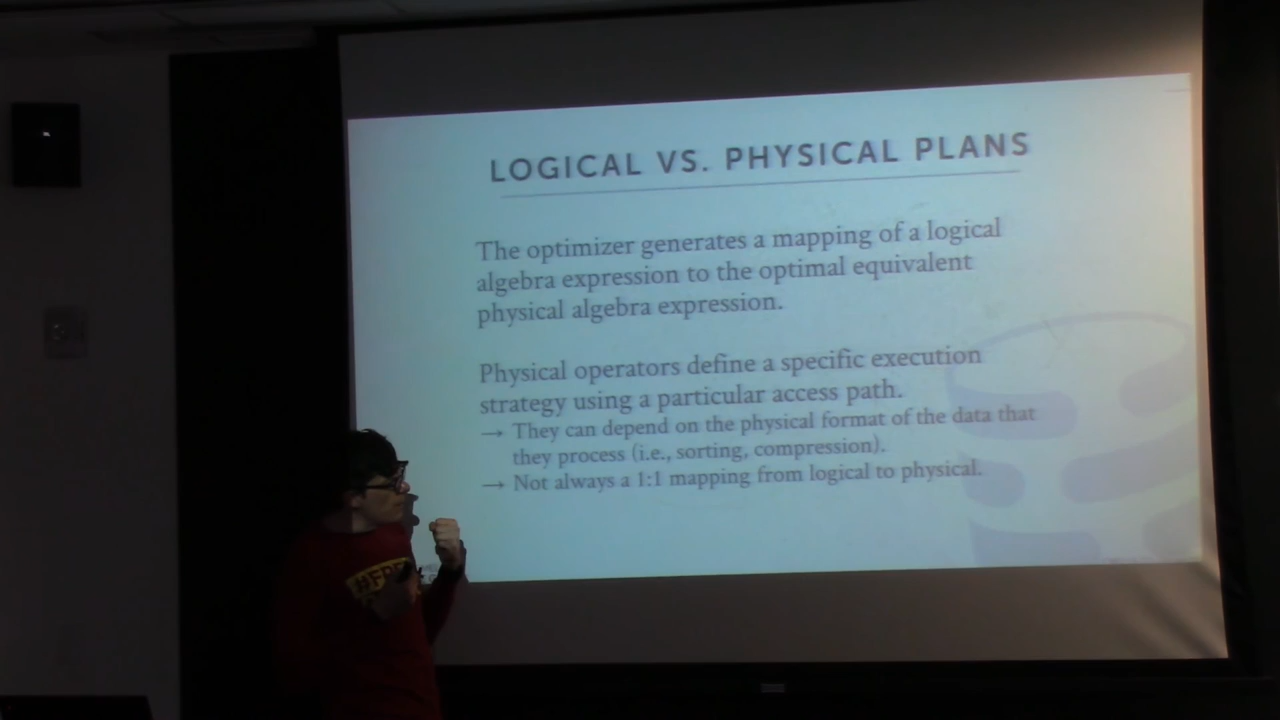 LOGICAL VS. PHYSICAL PLANS
The optimizer generates a mapping of a logical
algebra expression to the optimal equivalent
physical algebra expression.
Physical operators define a specific execution
strategy using a particular access path.
→ They can depend on the physical format of the data that
they process (i.e., sorting, compression).
→ Not always a 1:1 mapping from logical to physical.